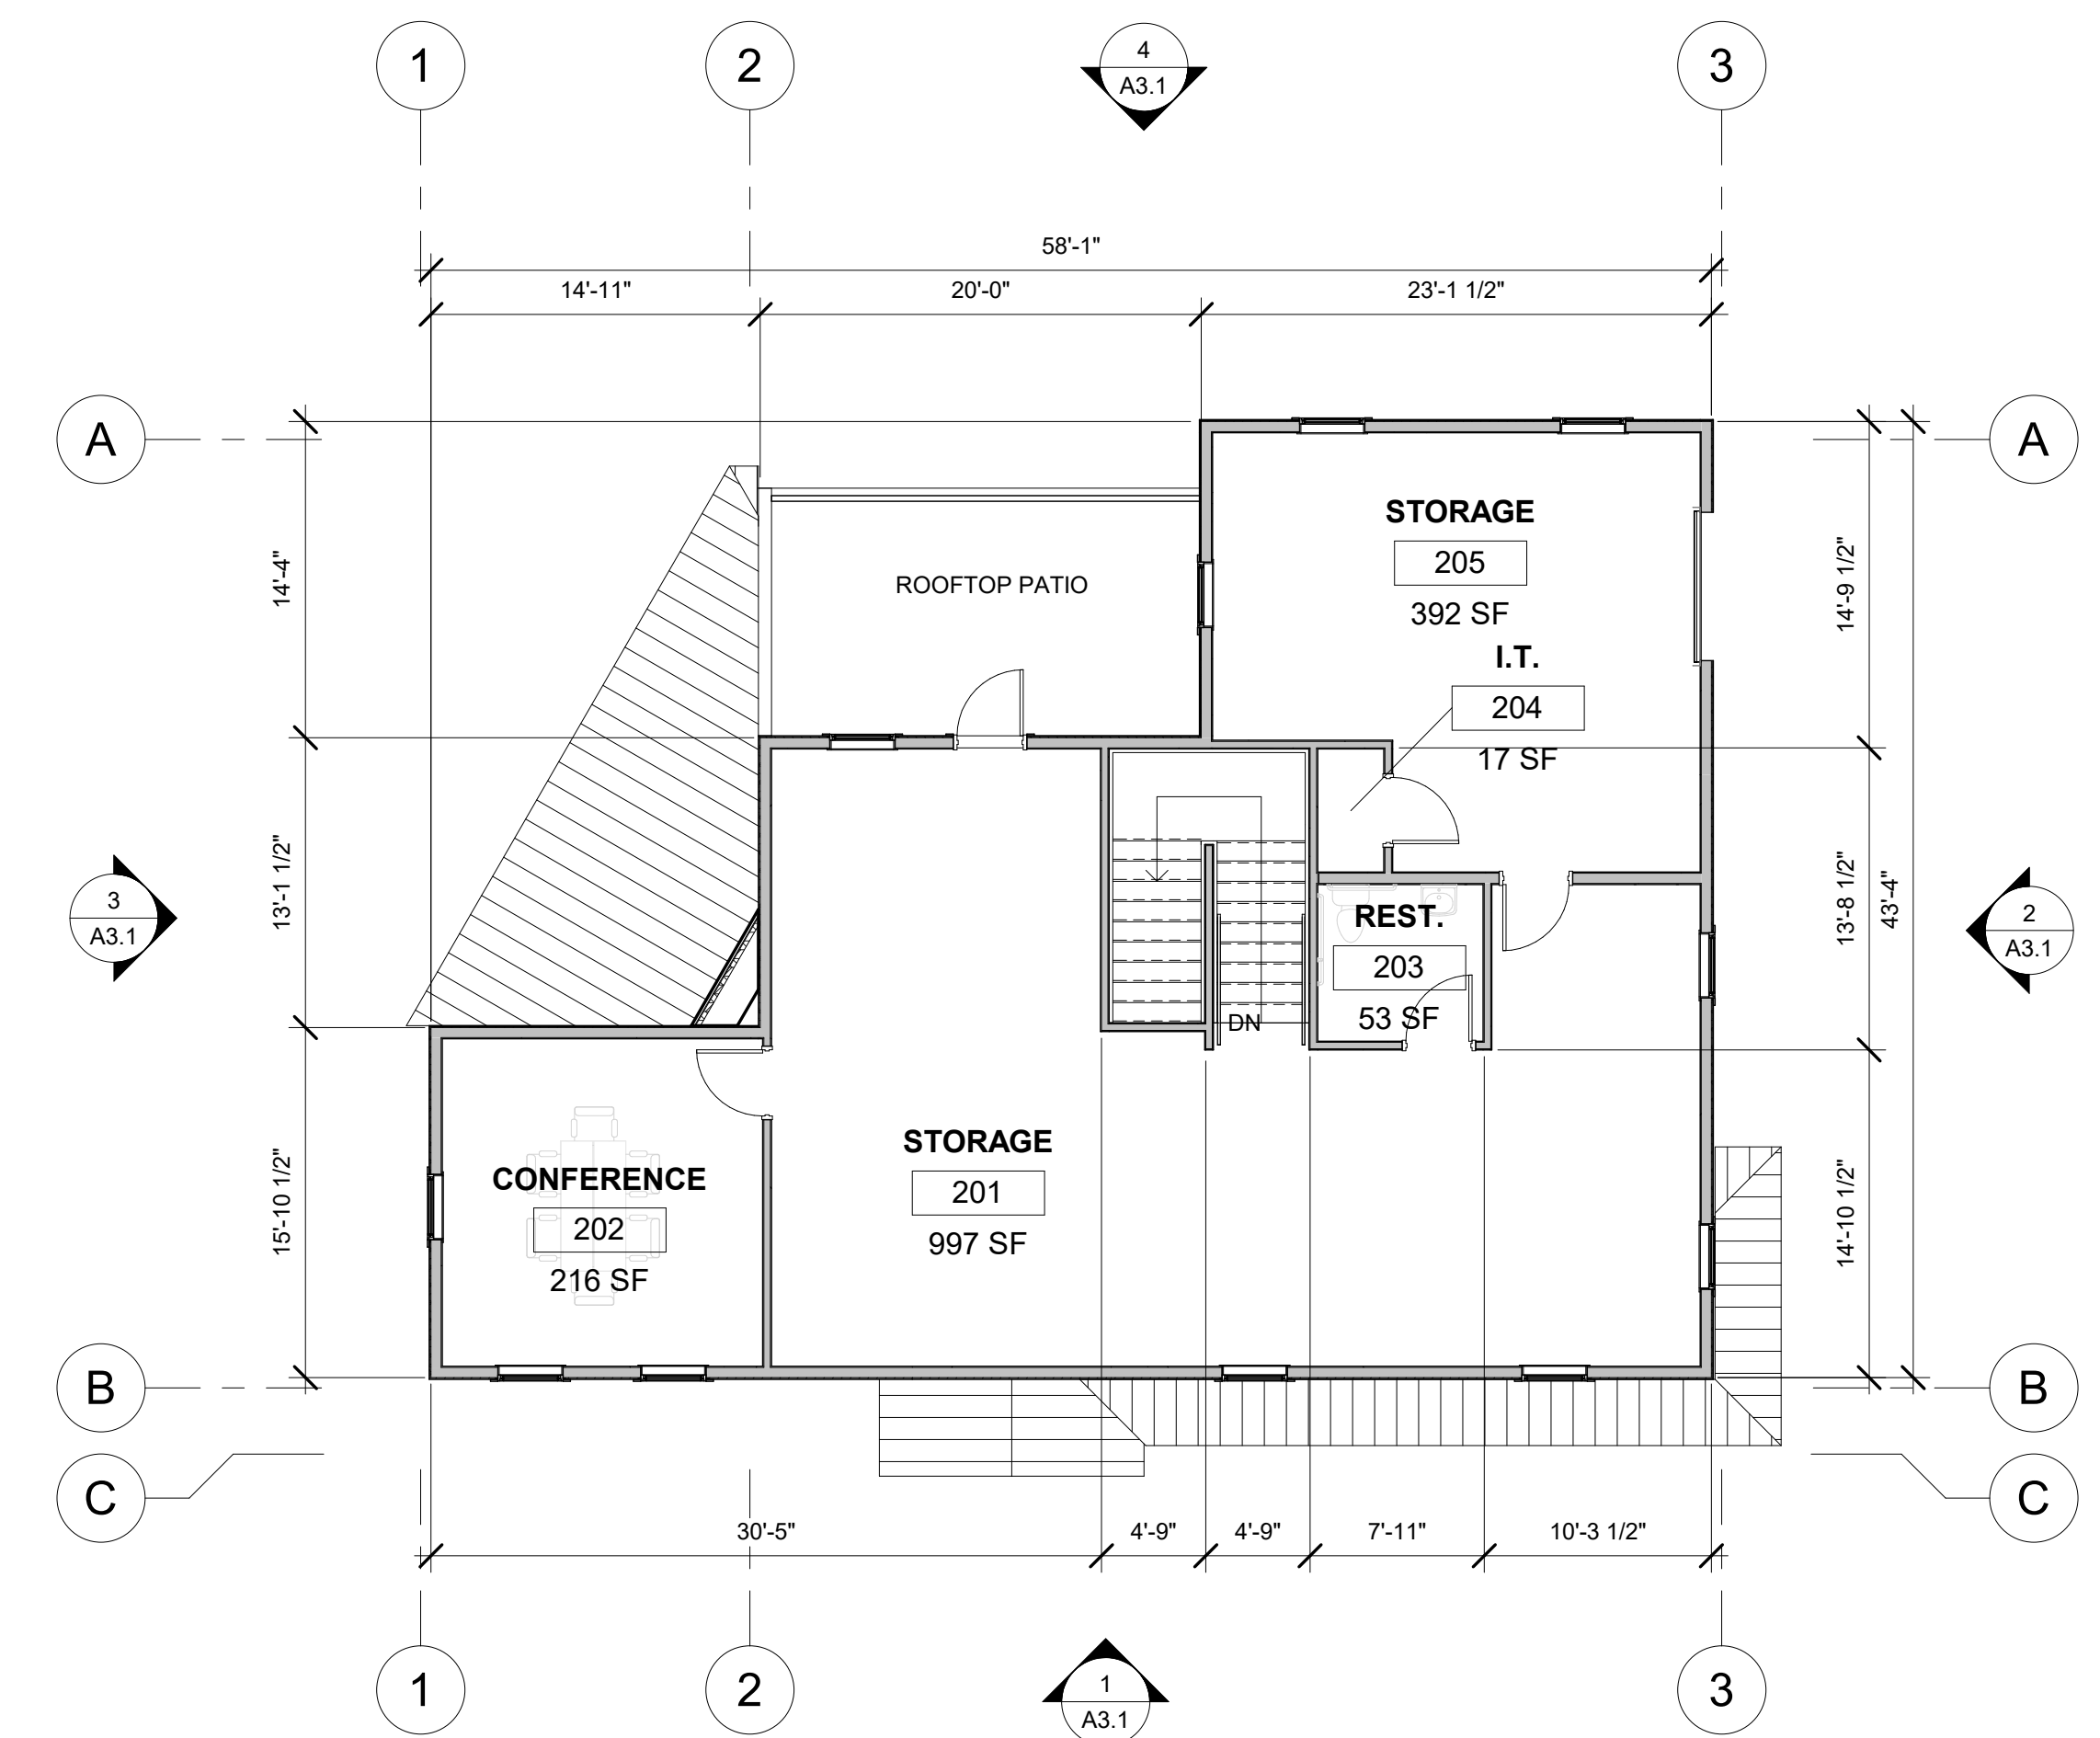 1
2
4
A3.1
3
58'-1"
14'-11"
20'-0"
23'-1 1/2"
A
A
STORAGE
205
392 SF
ROOFTOP PATIO
14'-4"
14'-9 1/2"
I.T.
204
17 SF
13'-1 1/2"
13'-8 1/2"
43'-4"
3
A3.1
2
A3.1
REST.
203
53 SF
DN
STORAGE
201
997 SF
CONFERENCE
202
216 SF
15'-10 1/2"
14'-10 1/2"
B
B
C
C
30'-5"
4'-9"
4'-9"
7'-11"
10'-3 1/2"
1
2
1
A3.1
3